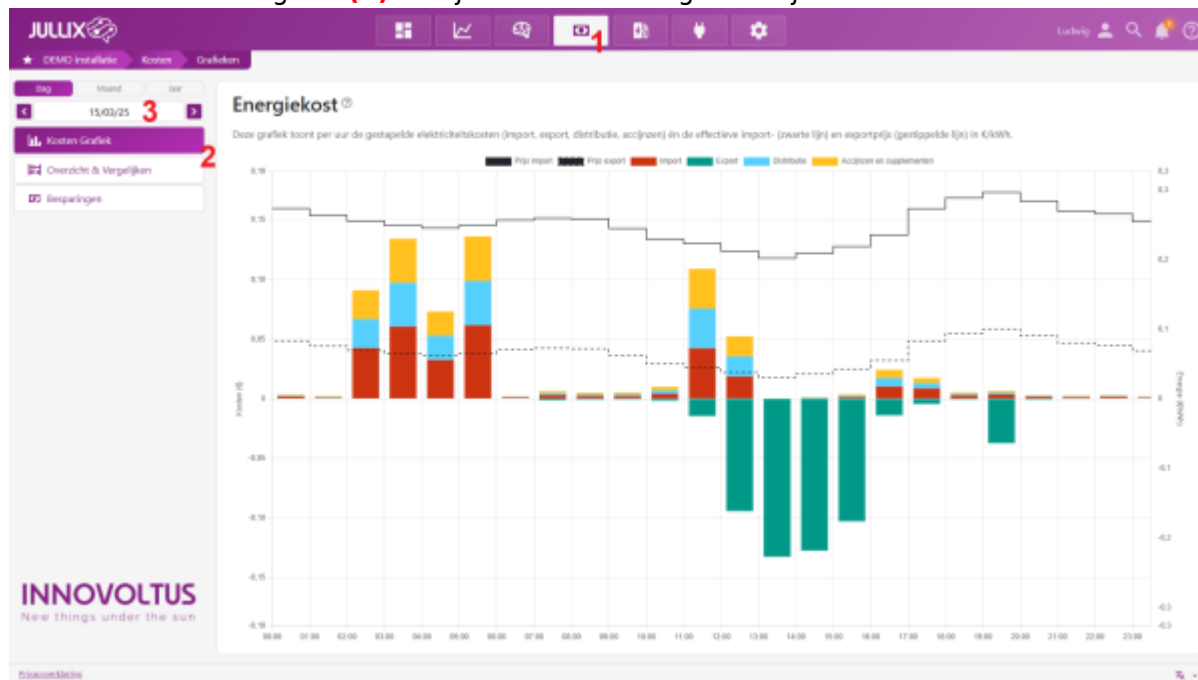 JULLIX
1
Ludwig
DEMO installatie Kosten Grafieken
Dag Maand Jaar
15/03/25 3
Kosten Grafiek
2
Overzicht & Vergelijken
Besparingen
Energiekost
Deze grafiek toont per uur de gestapelde elektriciteitskosten (import, export, distributie, accijnzen) én de effectieve import- (zwarte lijn) en exportprijs (gestippelde lijn) in €/kWh.
Prijs import Prijs export Import Export Distributie Accijnzen en supplementen
0,15
0,10
0,05
0
-0,05
-0,10
-0,15
Kosten (€)
0,3
0,3
0,2
0,1
0
-0,1
-0,2
-0,3
-0,3
00:00 01:00 02:00 03:00 04:00 05:00 06:00 07:00 08:00 09:00 10:00 11:00 12:00 13:00 14:00 15:00 16:00 17:00 18:00 19:00 20:00 21:00 22:00 23:00
INNOVOLTUS
New things under the sun
Privacyverklaring